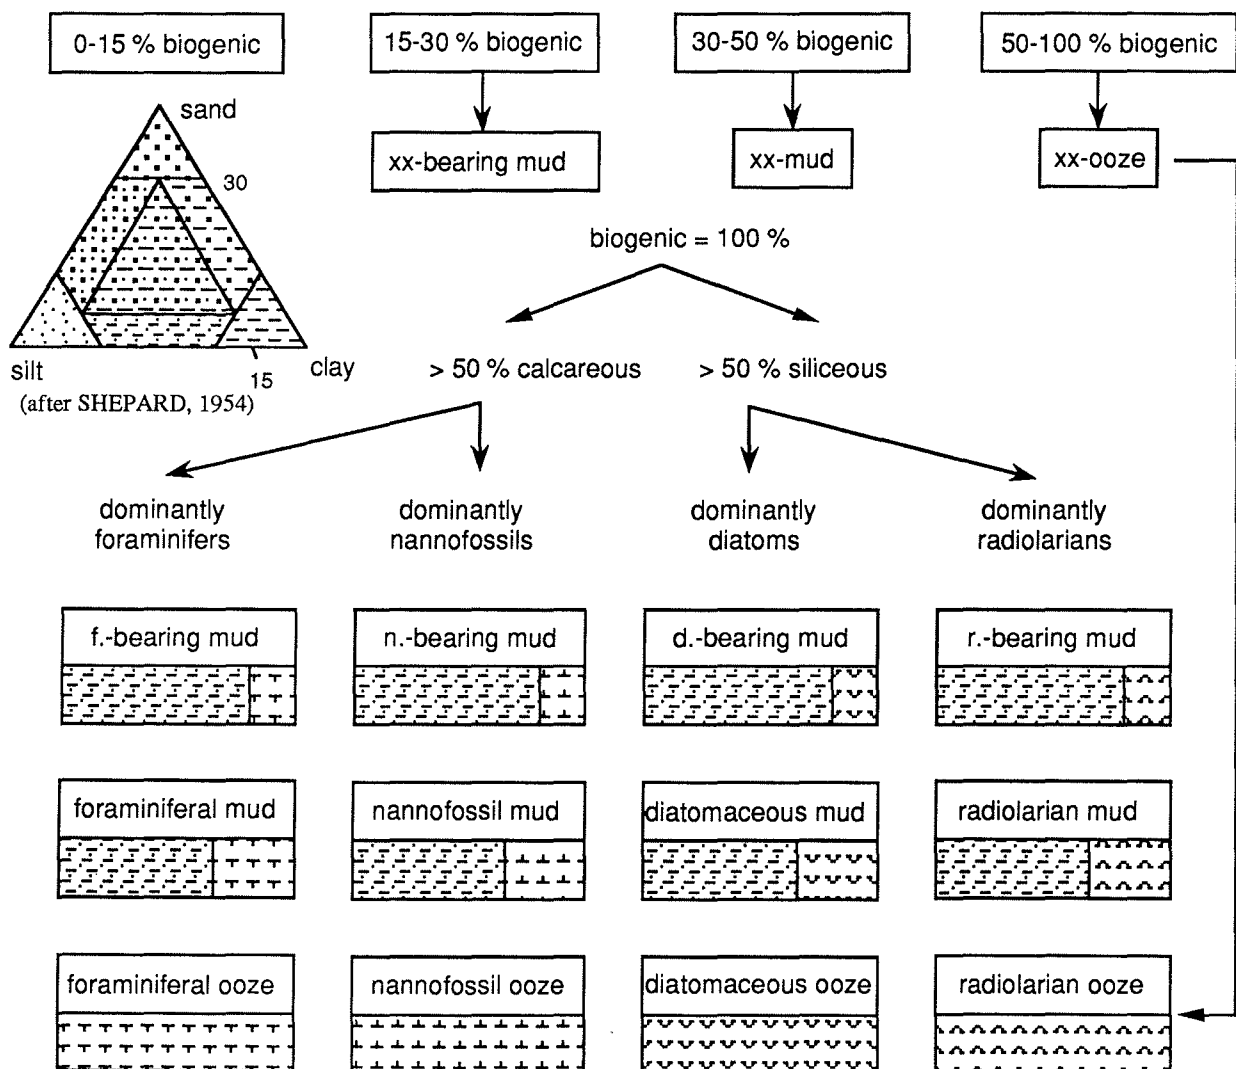 0-15 % biogenic
15-30 % biogenic
30-50 % biogenic
50-100 % biogenic
sand
30
silt
15
clay
(after SHEPARD, 1954)
xx-bearing mud
xx-mud
xx-ooze
biogenic = 100 %
> 50 % calcareous
> 50 % siliceous
dominantly
foraminifers
dominantly
nannofossils
dominantly
diatoms
dominantly
radiolarians
f.-bearing mud
n.-bearing mud
d.-bearing mud
r.-bearing mud
foraminiferal mud
nannofossil mud
diatomaceous mud
radiolarian mud
foraminiferal ooze
nannofossil ooze
diatomaceous ooze
radiolarian ooze